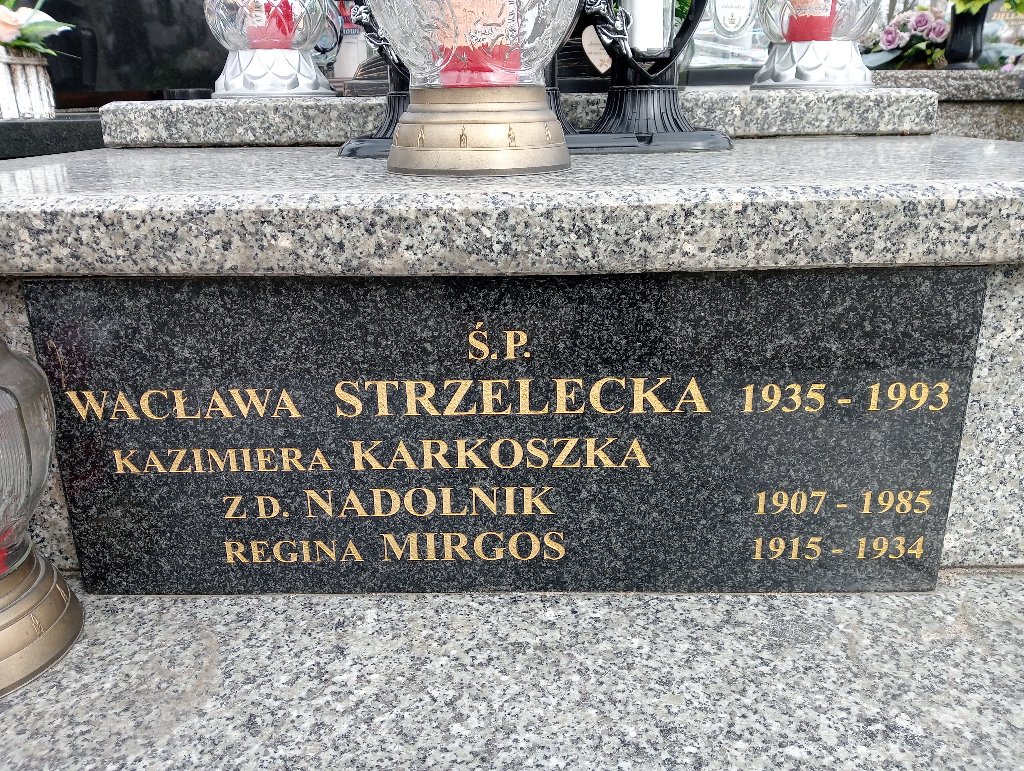 Ś.P.
WACŁAWA STRZELECKA 1935 - 1993
KAZIMIERA KARKOSZKA
Z D. NADOLNIK 1907 - 1985
REGINA MIRGOS 1915 - 1934